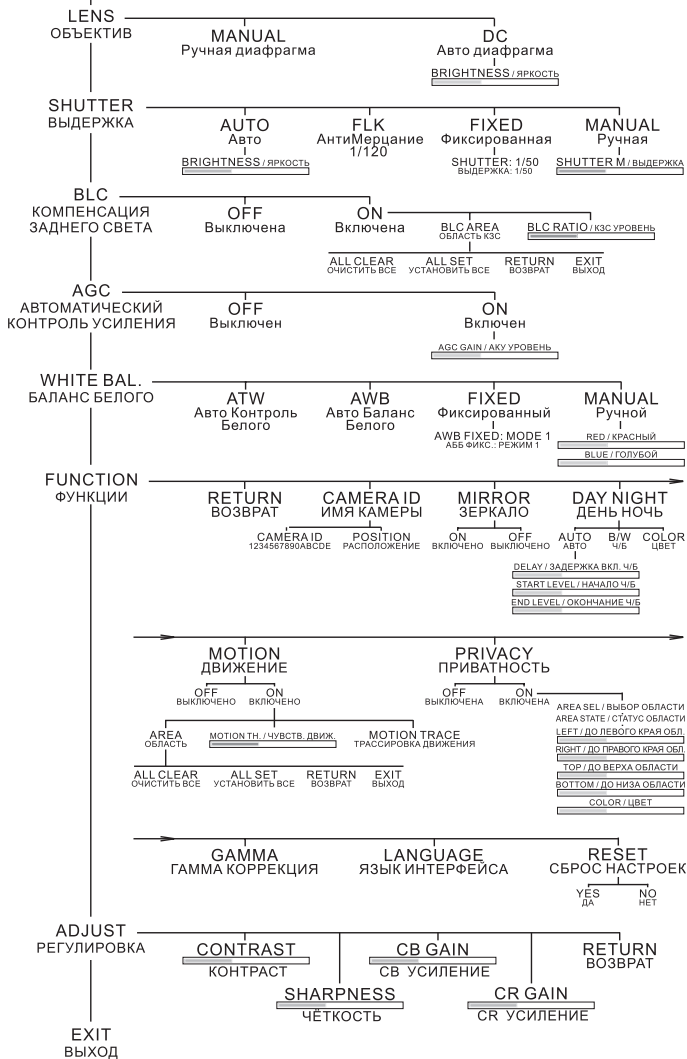 LENS
ОБЪЕКТИВ
MANUAL
Ручная диафрагма
DC
Авто диафрагма
BRIGHTNESS / ЯРКОСТЬ
SHUTTER
ВЫДЕРЖКА
AUTO
Авто
BRIGHTNESS / ЯРКОСТЬ
FLK
АнтиМерцание
1/120
FIXED
Фиксированная
SHUTTER: 1/50
ВЫДЕРЖКА: 1/50
MANUAL
Ручная
SHUTTER M / ВЫДЕРЖКА
BLC
КОМПЕНСАЦИЯ
ЗАДНЕГО СВЕТА
OFF
Выключена
ON
Включена
BLC AREA
ОБЛАСТЬ КЗС
BLC RATIO / КЗС УРОВЕНЬ
ALL CLEAR
ОЧИСТИТЬ ВСЕ
ALL SET
УСТАНОВИТЬ ВСЕ
RETURN
ВОЗВРАТ
EXIT
ВЫХОД
AGC
АВТОМАТИЧЕСКИЙ
КОНТРОЛЬ УСИЛЕНИЯ
OFF
Выключен
ON
Включен
AGC GAIN / АКУ УРОВЕНЬ
WHITE BAL.
БАЛАНС БЕЛОГО
ATW
Авто Контроль
Белого
AWB
Авто Баланс
Белого
FIXED
Фиксированный
AWB FIXED: MODE 1
АББ ФИКС.: РЕЖИМ 1
MANUAL
Ручной
RED / КРАСНЫЙ
BLUE / ГОЛУБОЙ
FUNCTION
ФУНКЦИИ
RETURN
ВОЗВРАТ
CAMERA ID
ИМЯ КАМЕРЫ
CAMERA ID
1234567890ABCDE
POSITION
РАСПОЛОЖЕНИЕ
MIRROR
ЗЕРКАЛО
ON
ВКЛЮЧЕНО
OFF
ВЫКЛЮЧЕНО
DAY NIGHT
ДЕНЬ НОЧЬ
AUTO
АВТО
B/W
Ч/Б
COLOR
ЦВЕТ
DELAY / ЗАДЕРЖКА ВКЛ. Ч/Б
START LEVEL / НАЧАЛО Ч/Б
END LEVEL / ОКОНЧАНИЕ Ч/Б
MOTION
ДВИЖЕНИЕ
OFF
ВЫКЛЮЧЕНО
ON
ВКЛЮЧЕНО
AREA
ОБЛАСТЬ
MOTION TH. / ЧУВСТВ. ДВИЖ.
MOTION TRACE
ТРАССИРОВКА ДВИЖЕНИЯ
ALL CLEAR
ОЧИСТИТЬ ВСЕ
ALL SET
УСТАНОВИТЬ ВСЕ
RETURN
ВОЗВРАТ
EXIT
ВЫХОД
PRIVACY
ПРИВАТНОСТЬ
OFF
ВЫКЛЮЧЕНА
ON
ВКЛЮЧЕНА
AREA SEL / ВЫБОР ОБЛАСТИ
AREA STATE / СТАТУС ОБЛАСТИ
LEFT / ДО ЛЕВОГО КРАЯ ОБЛ.
RIGHT / ДО ПРАВОГО КРАЯ ОБЛ.
TOP / ДО ВЕРХА ОБЛАСТИ
BOTTOM / ДО НИЗА ОБЛАСТИ
COLOR / ЦВЕТ
GAMMA
ГАММА КОРРЕКЦИЯ
LANGUAGE
ЯЗЫК ИНТЕРФЕЙСА
RESET
СБРОС НАСТРОЕК
YES
ДА
NO
НЕТ
ADJUST
РЕГУЛИРОВКА
CONTRAST
КОНТРАСТ
SHARPNESS
ЧЁТКОСТЬ
CB GAIN
CB УСИЛЕНИЕ
CR GAIN
CR УСИЛЕНИЕ
RETURN
ВОЗВРАТ
EXIT
ВЫХОД